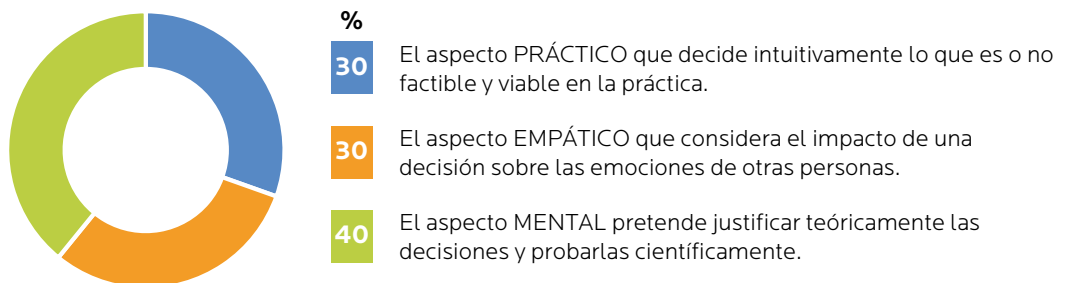 %
30
El aspecto PRÁCTICO que decide intuitivamente lo que es o no
factible y viable en la práctica.
30
El aspecto EMPÁTICO que considera el impacto de una
decisión sobre las emociones de otras personas.
40
El aspecto MENTAL pretende justificar teóricamente las
decisiones y probarlas científicamente.